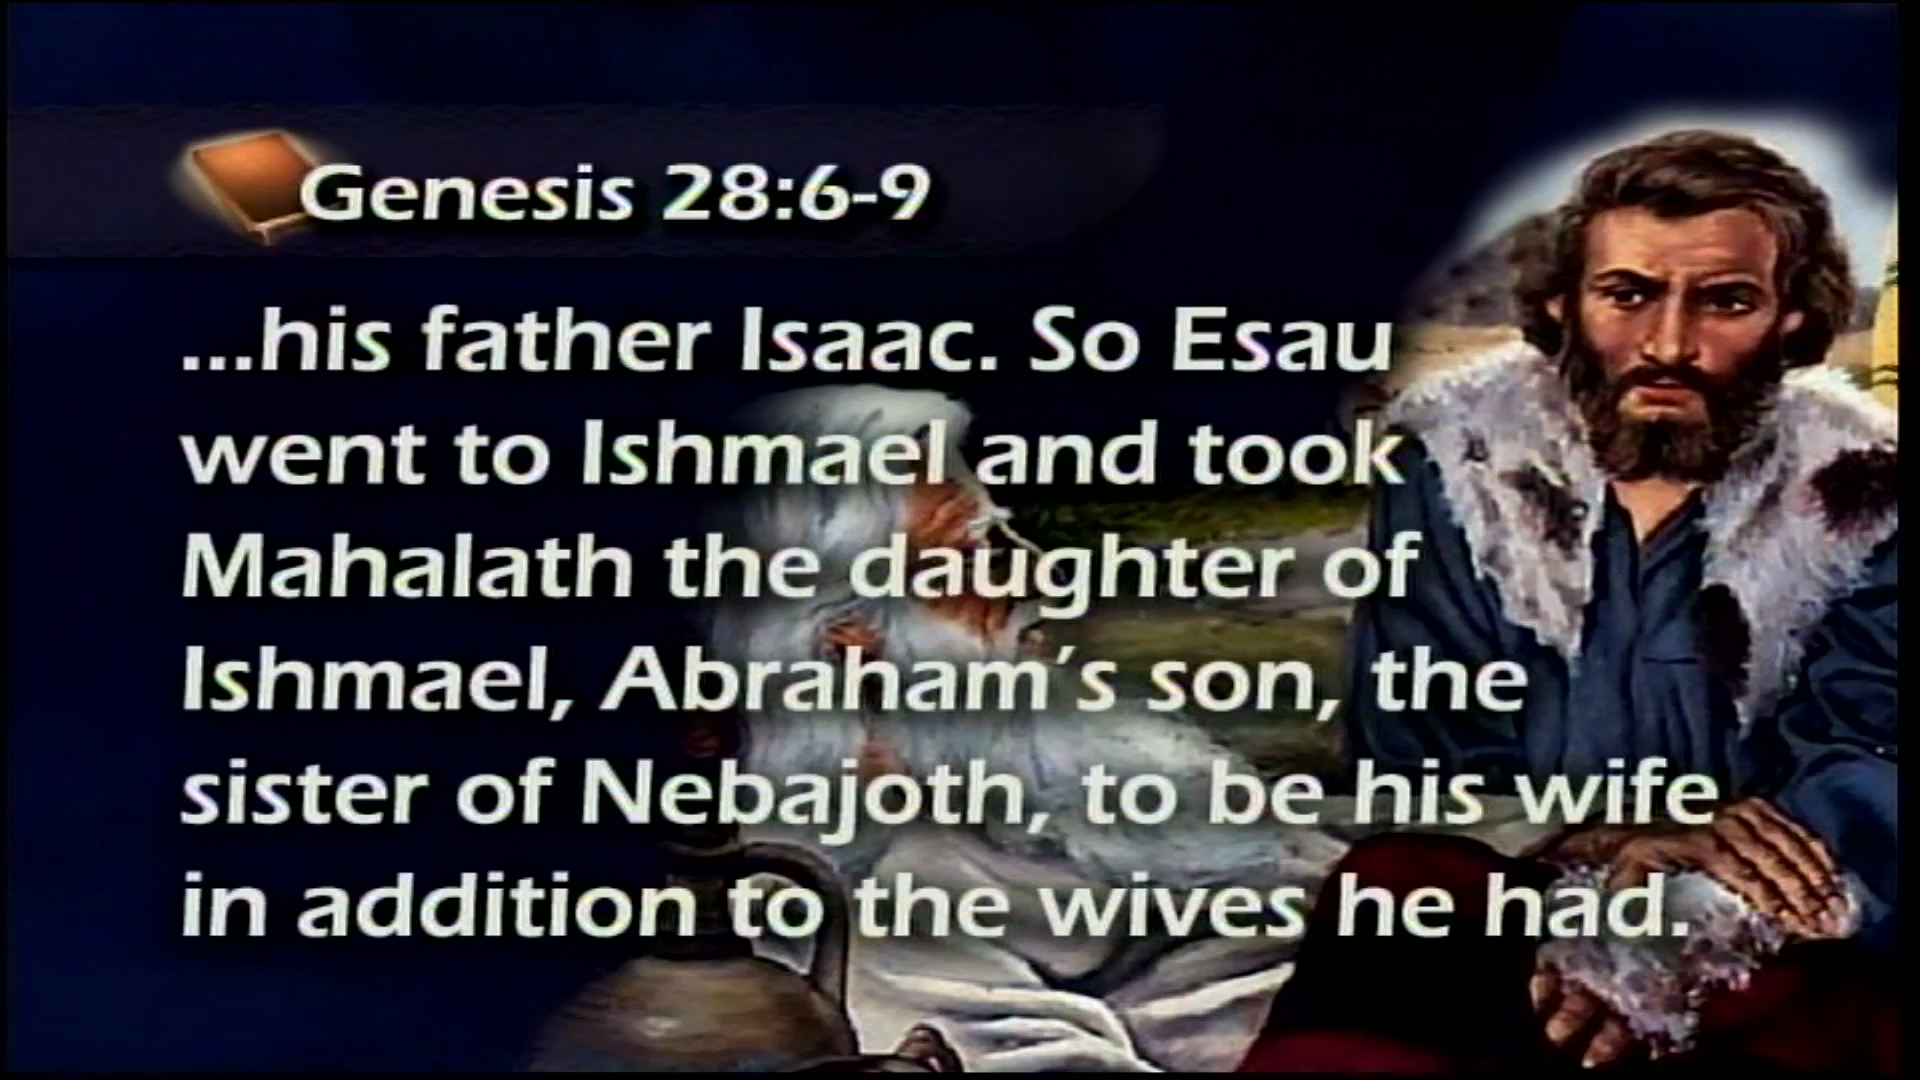 Genesis 28:6-9
...his father Isaac. So Esau
went to Ishmael and took
Mahalath the daughter of
Ishmael, Abraham's son, the
sister of Nebajoth, to be his wife
in addition to the wives he had.